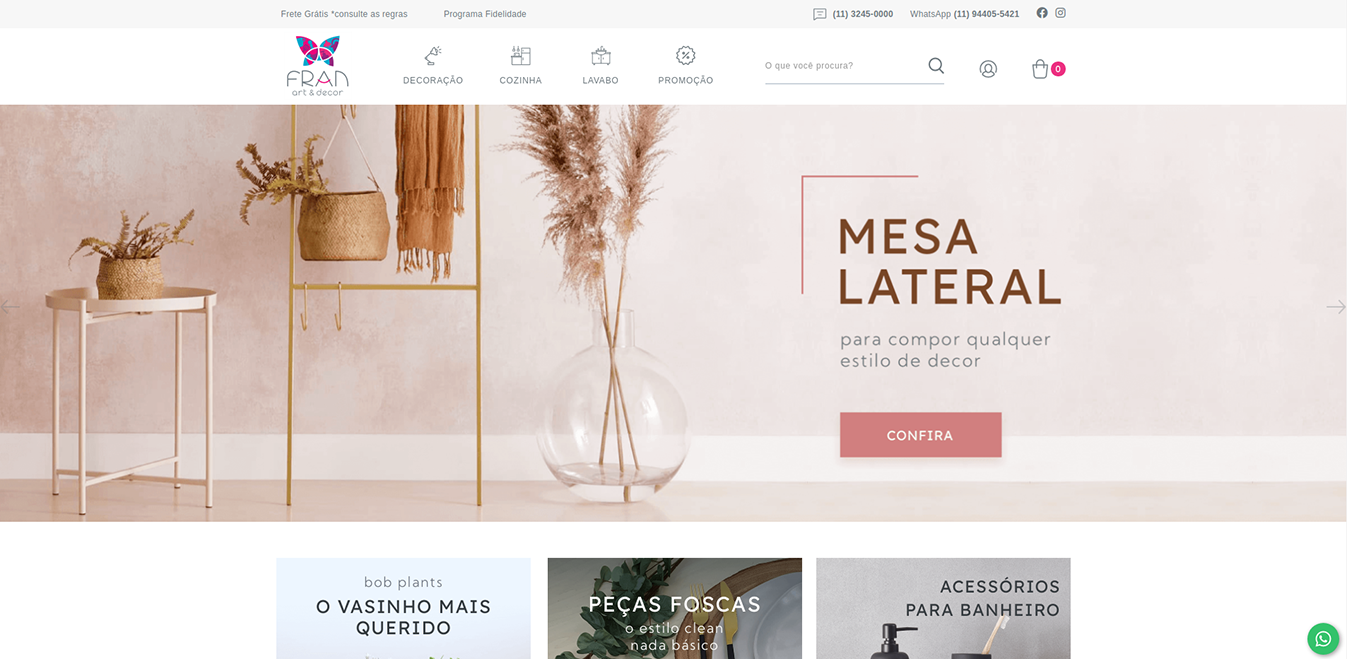 Frete Grátis *consulte as regras
Programa Fidelidade
(11) 3245-0000
WhatsApp (11) 94405-5421
FRAN
art & decor
DECORAÇÃO
COZINHA
LAVABO
PROMOÇÃO
O que você procura?
0
MESA
LATERAL
para compor qualquer
estilo de decor
CONFIRA
bob plants
O VASINHO MAIS
QUERIDO
PEÇAS FOSCAS
o estilo clean
nada básico
ACESSÓRIOS
PARA BANHEIRO